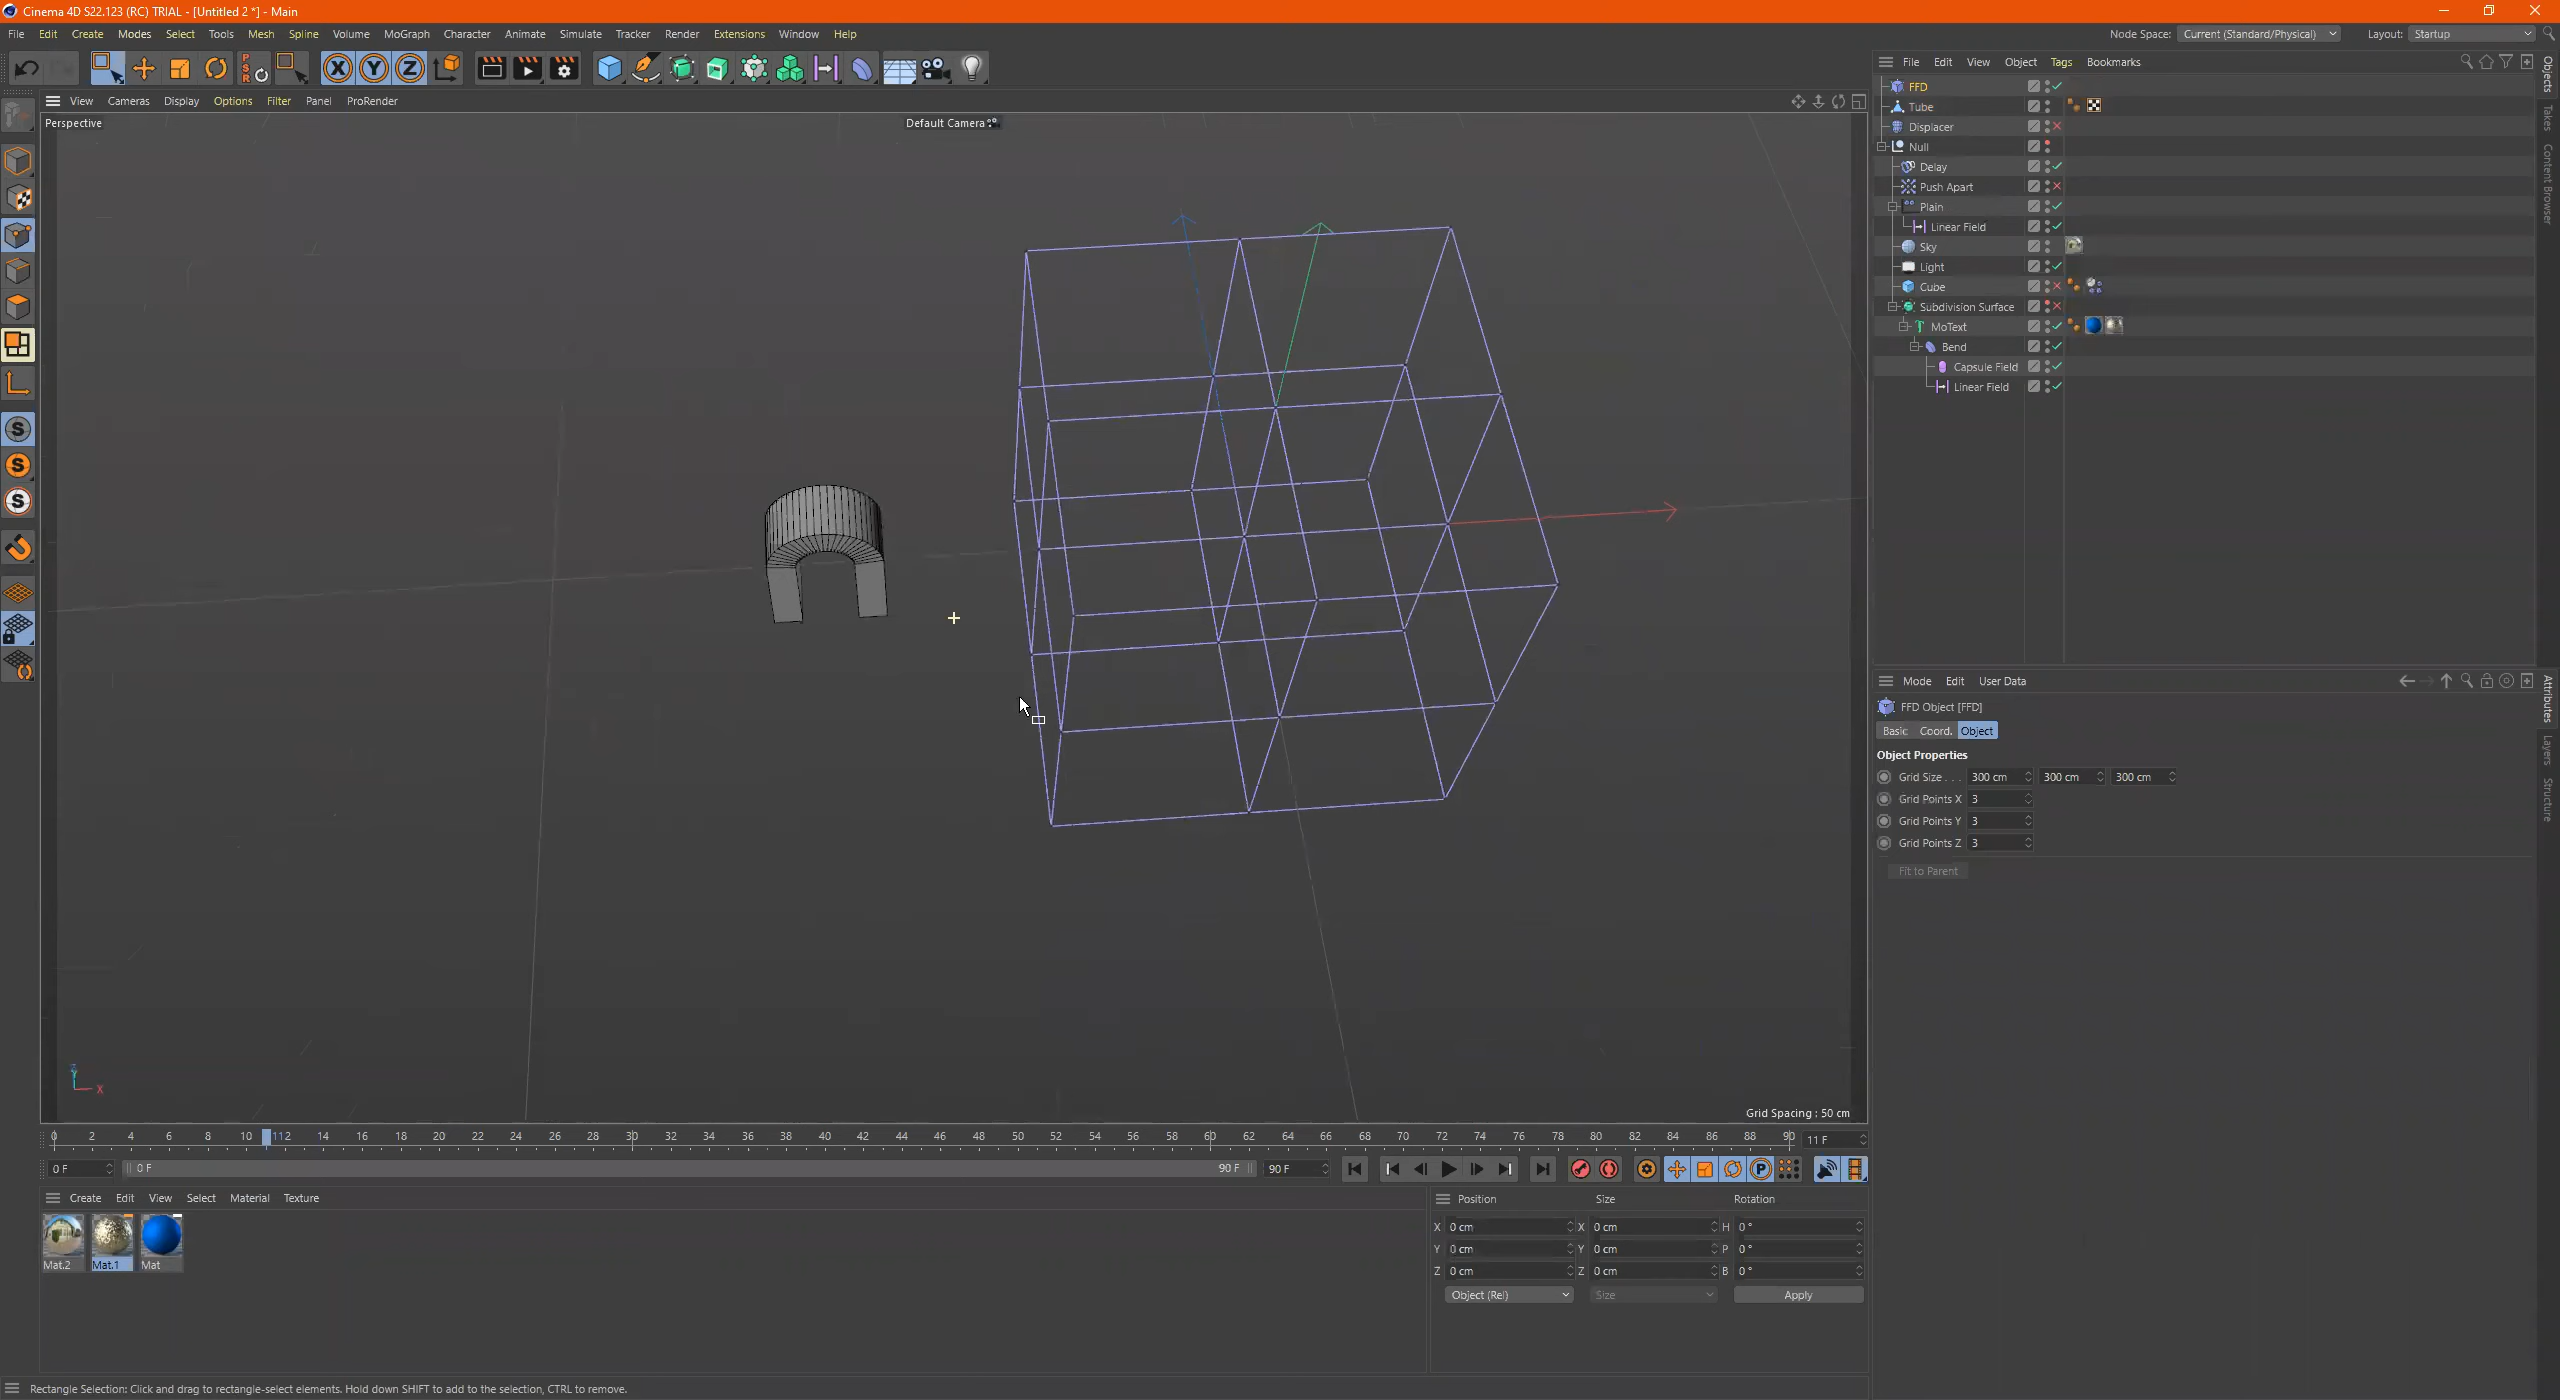 Cinema 4D S22.123 (RC) TRIAL - [Untitled 2 *] - Main
File Edit Create Modes Select Tools Mesh Spline Volume MoGraph Character Animate Simulate Tracker Render Extensions Window Help
Node Space: Current (Standard/Physical) Layout: Startup
PSR
X Y Z
File Edit View Object Tags Bookmarks
View Cameras Display Options Filter Panel ProRender
Perspective
Default Camera
FFD
Tube
Displacer
Null
Delay
Push Apart
Plain
Linear Field
Sky
Light
Cube
Subdivision Surface
MoText
Bend
Capsule Field
Linear Field
S
S
S
Objects
Takes
Content Browser
Mode Edit User Data
FFD Object [FFD]
Basic Coord. Object
Object Properties
Grid Size . . . 300 cm 300 cm 300 cm
Grid Points X 3
Grid Points Y 3
Grid Points Z 3
Fit to Parent
Attributes
Layers
Structure
Y
X
Grid Spacing : 50 cm
0 2 4 6 8 10 112 14 16 18 20 22 24 26 28 30 32 34 36 38 40 42 44 46 48 50 52 54 56 58 60 62 64 66 68 70 72 74 76 78 80 82 84 86 88 90 11 F
0 F 0 F 90 F 90 F
P
Create Edit View Select Material Texture
Mat.2 Mat.1 Mat
Position Size Rotation
X 0 cm X 0 cm H 0 °
Y 0 cm Y 0 cm P 0 °
Z 0 cm Z 0 cm B 0 °
Object (Rel) Size Apply
Rectangle Selection: Click and drag to rectangle-select elements. Hold down SHIFT to add to the selection, CTRL to remove.